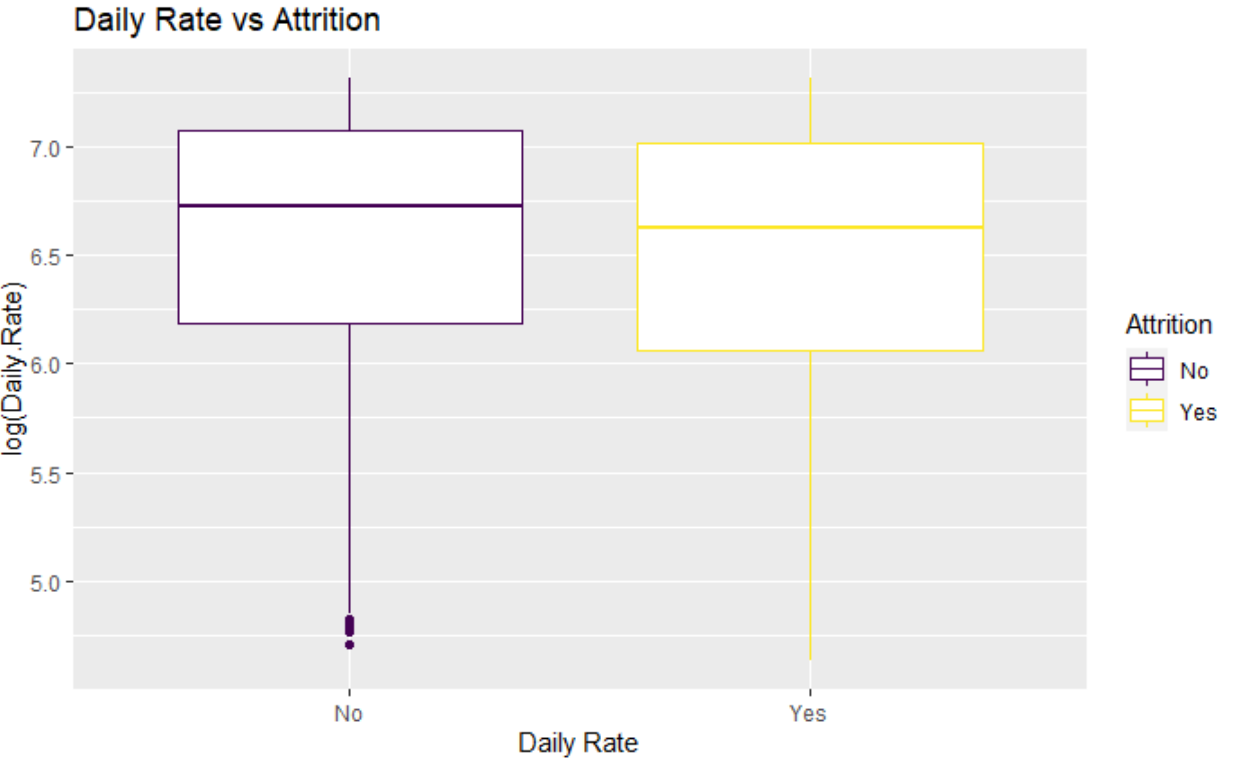 Daily Rate vs Attrition
log(Daily.Rate)
7.0
6.5
6.0
5.5
5.0
No
Yes
Daily Rate
Attrition
No
Yes